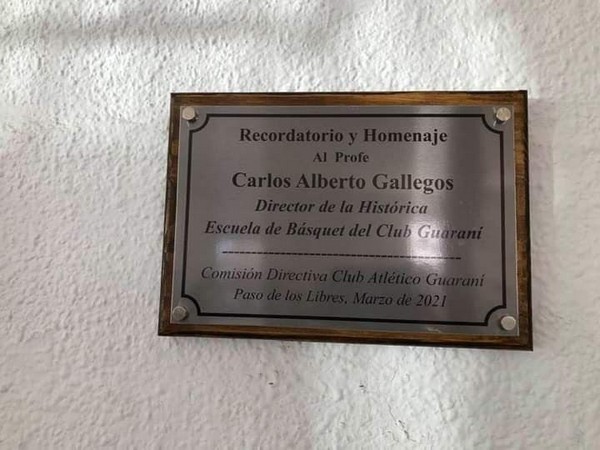 Recordatorio y Homenaje
Al Profe
Carlos Alberto Gallegos
Director de la Histórica
Escuela de Básquet del Club Guaraní
----------------------------------------
Comisión Directiva Club Atlético Guaraní
Paso de los Libres, Marzo de 2021